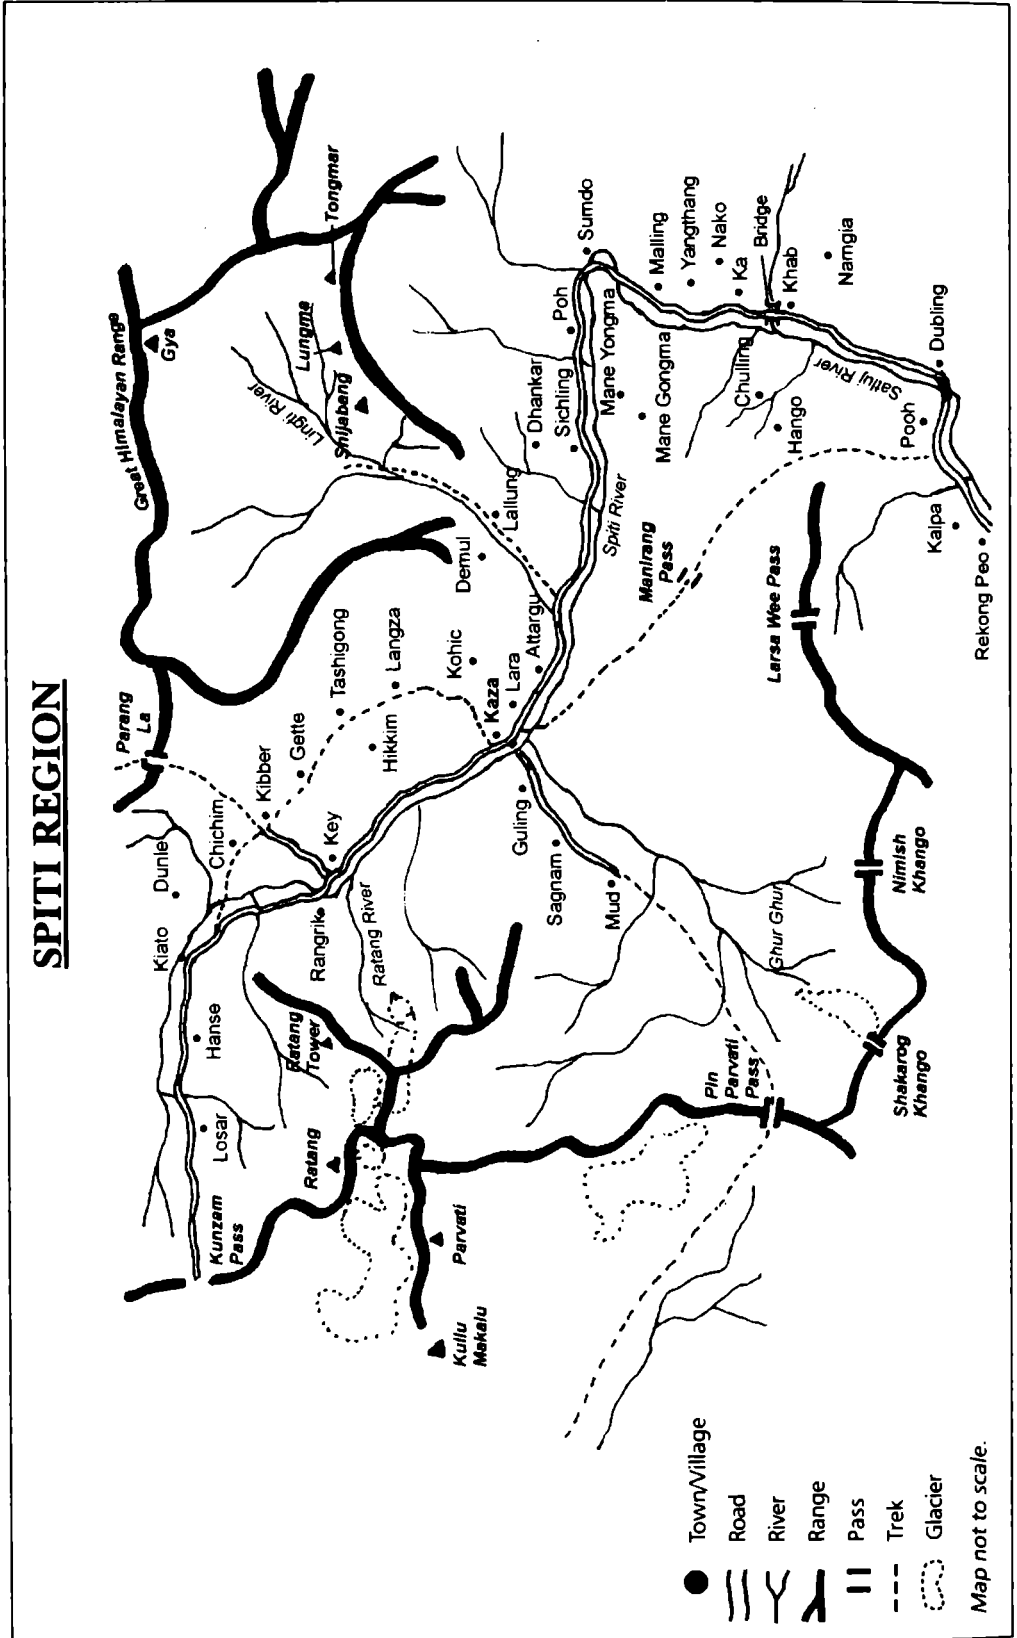 SPITI REGION
Great Himalayan Range
Gya
Tongmar
Lungma
Shijabang
Lingti River
Parang
La
Kunzam
Pass
Losar
Hanse
Kiato
Dunle
Chichim
Kibber
Gette
Tashigong
Langza
Hikkim
Kohic
Demul
Lallung
Key
Rangrik
Ratang River
Ratang
Tower
Ratang
Parvati
Kullu
Makalu
Kaza
Lara
Attargu
Dhankar
Sichling
Poh
Sumdo
Mane Yongma
Mane Gongma
Malling
Yangthang
Nako
Ka
Bridge
Khab
Namgia
Chulling
Hango
Satluj River
Dubling
Pooh
Kalpa
Rekong Peo
Spiti River
Manirang
Pass
Larsa Wee Pass
Guling
Sagnam
Mud
Ghur Ghur
Nimish
Khango
Shakarog
Khango
Pin
Parvati
Pass
Town/Village
Road
River
Range
Pass
Trek
Glacier
Map not to scale.